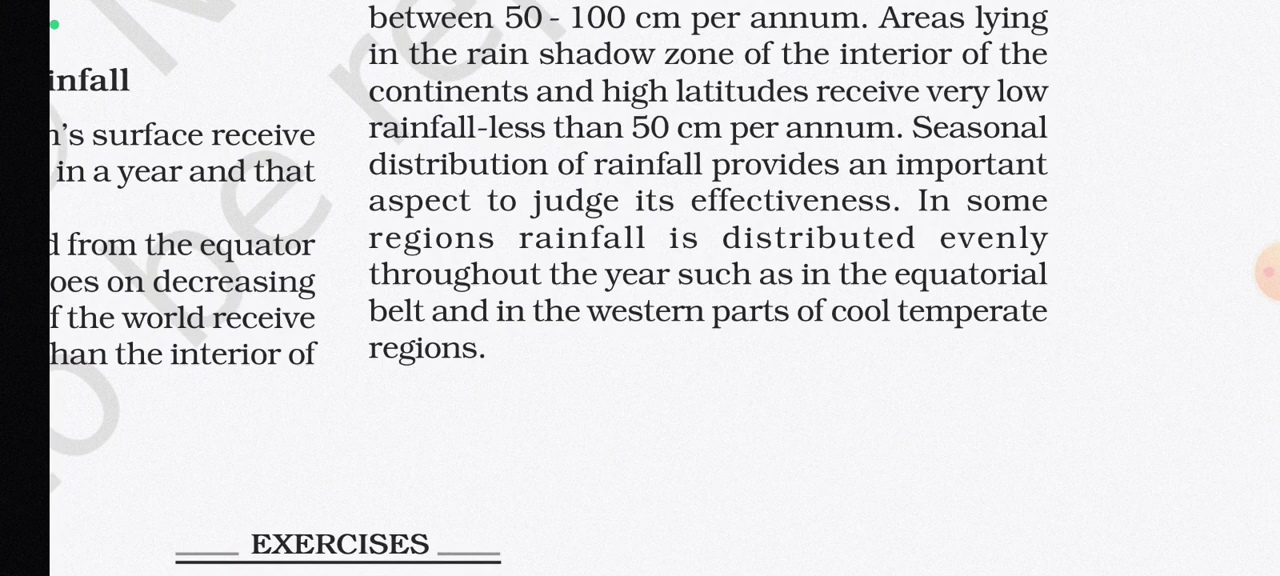 infall
's surface receive
in a year and that
from the equator
oes on decreasing
f the world receive
han the interior of
between 50 - 100 cm per annum. Areas lying
in the rain shadow zone of the interior of the
continents and high latitudes receive very low
rainfall-less than 50 cm per annum. Seasonal
distribution of rainfall provides an important
aspect to judge its effectiveness. In some
regions rainfall is distributed evenly
throughout the year such as in the equatorial
belt and in the western parts of cool temperate
regions.
EXERCISES